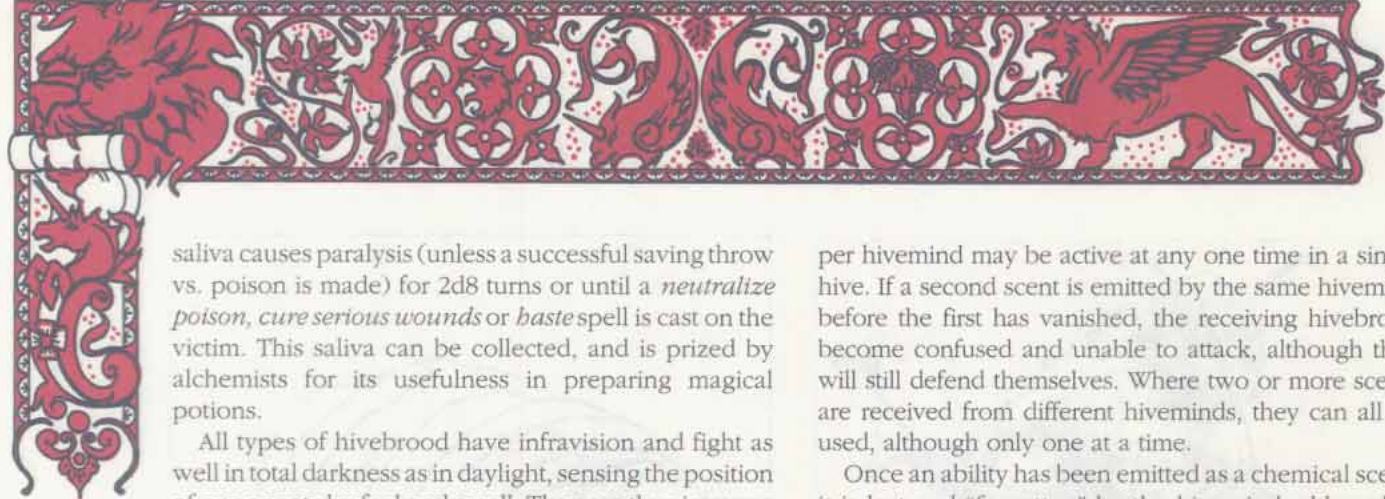 saliva causes paralysis (unless a successful saving throw
vs. poison is made) for 2d8 turns or until a neutralize
poison, cure serious wounds or haste spell is cast on the
victim. This saliva can be collected, and is prized by
alchemists for its usefulness in preparing magical
potions.
All types of hivebrood have infravision and fight as
well in total darkness as in daylight, sensing the position
per hivemind may be active at any one time in a sin
hive. If a second scent is emitted by the same hivem
before the first has vanished, the receiving hivebro
become confused and unable to attack, although th
will still defend themselves. Where two or more sce
are received from different hiveminds, they can all
used, although only one at a time.
Once an ability has been emitted as a chemical sce